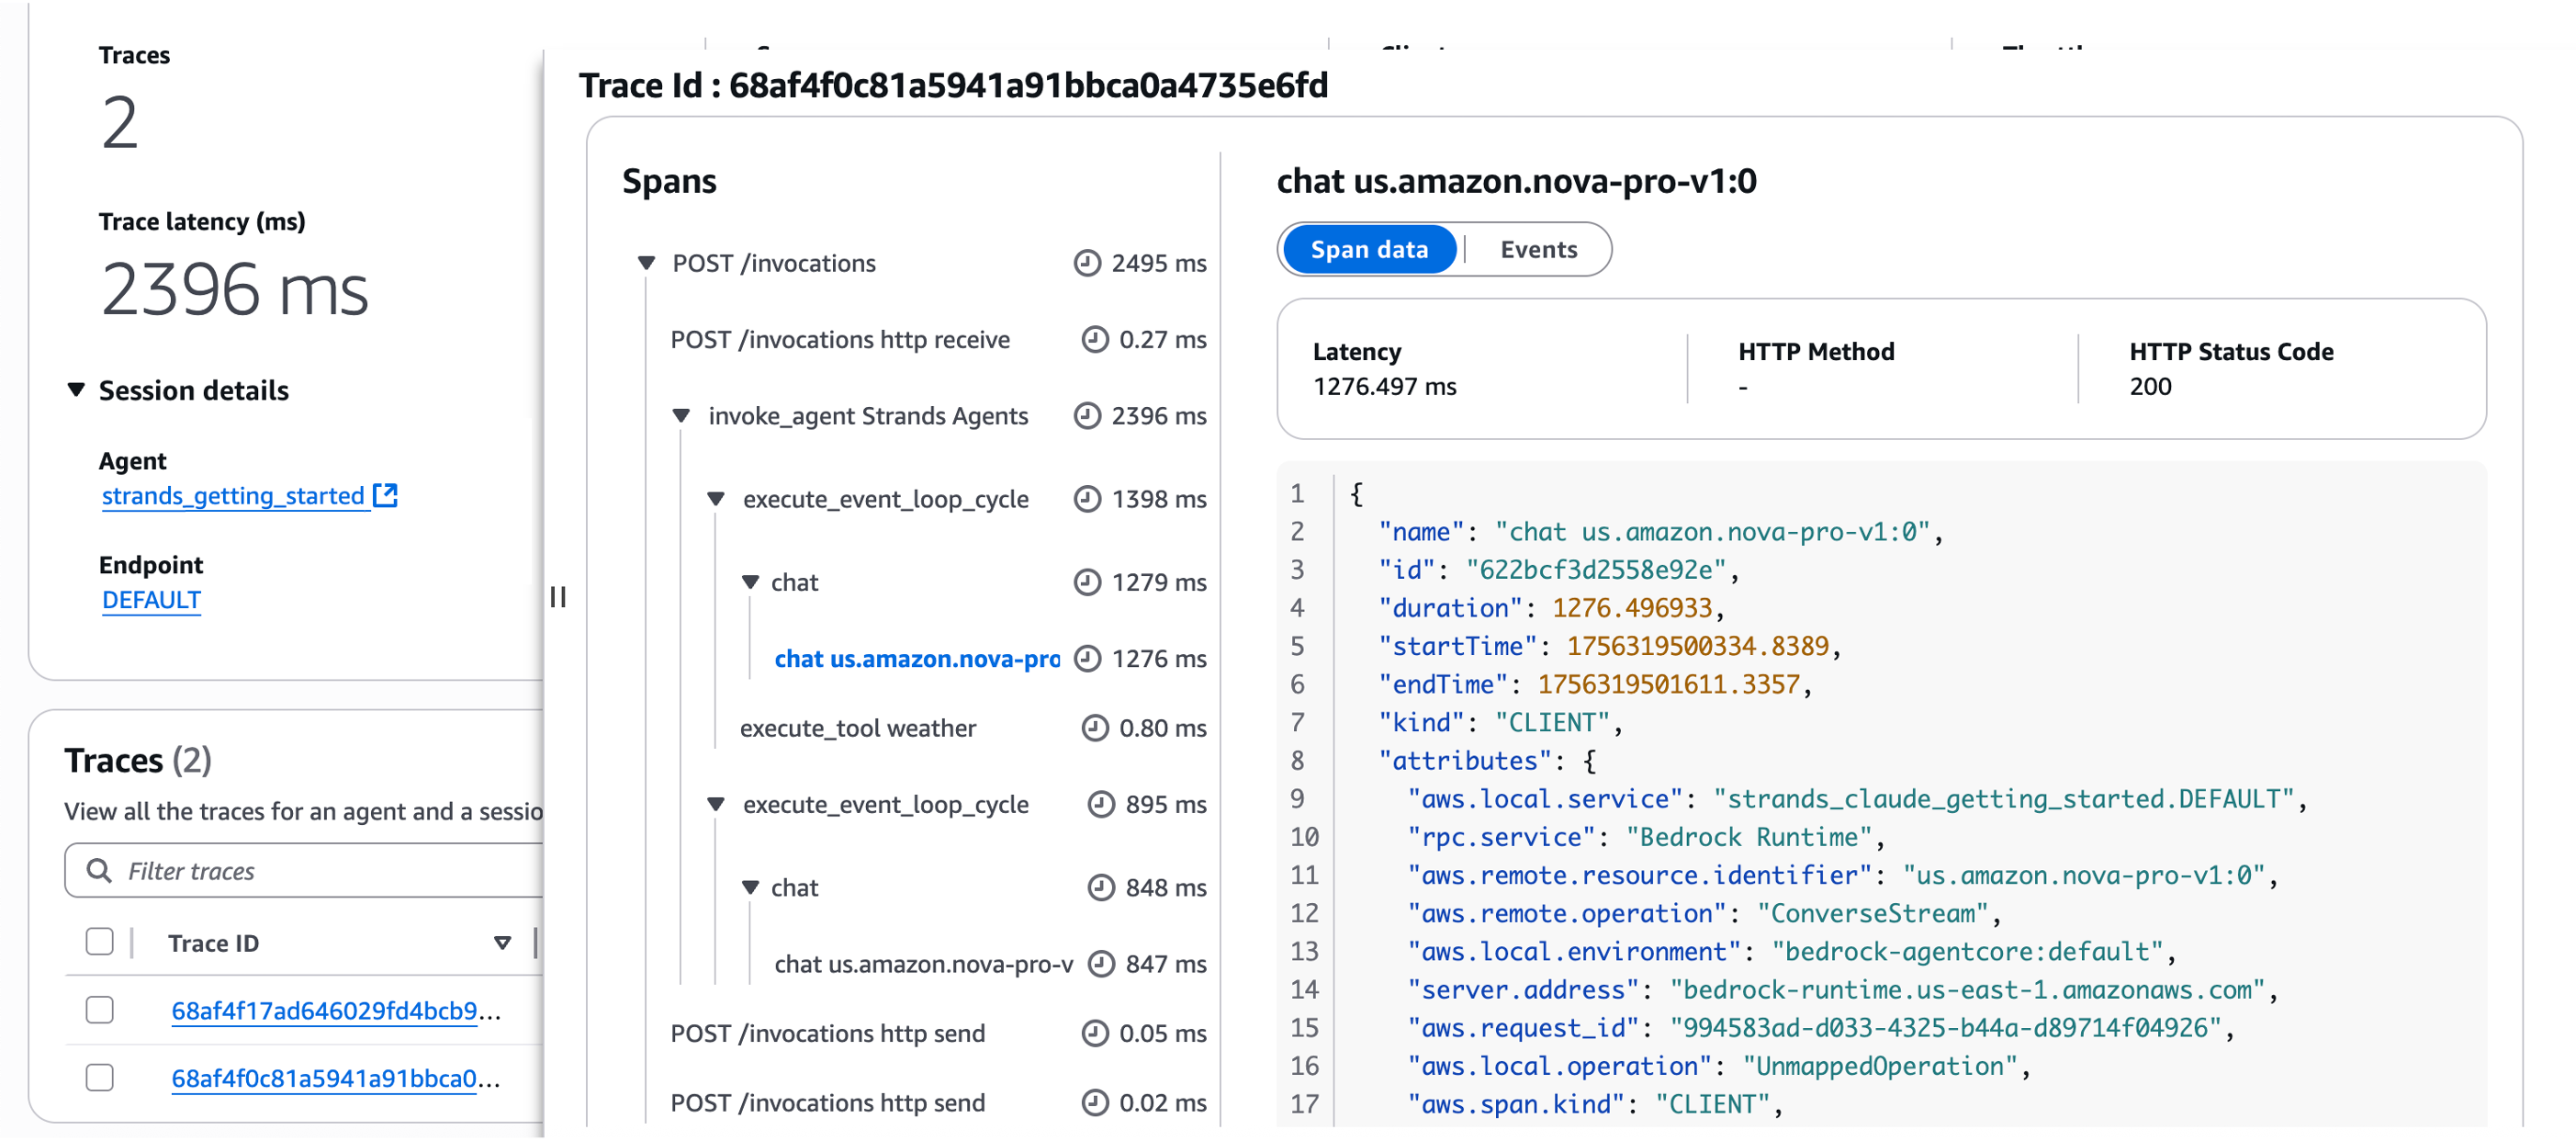 Traces
2
Trace latency (ms)
2396 ms
Session details
Agent
strands_getting_started
Endpoint
DEFAULT
Traces (2)
View all the traces for an agent and a sessio
Filter traces
Trace ID
68af4f17ad646029fd4bcb9...
68af4f0c81a5941a91bbca0...
Trace Id : 68af4f0c81a5941a91bbca0a4735e6fd
Spans
POST /invocations 2495 ms
POST /invocations http receive 0.27 ms
invoke_agent Strands Agents 2396 ms
execute_event_loop_cycle 1398 ms
chat 1279 ms
chat us.amazon.nova-pro 1276 ms
execute_tool weather 0.80 ms
execute_event_loop_cycle 895 ms
chat 848 ms
chat us.amazon.nova-pro-v 847 ms
POST /invocations http send 0.05 ms
POST /invocations http send 0.02 ms
chat us.amazon.nova-pro-v1:0
Span data Events
Latency HTTP Method HTTP Status Code
1276.497 ms - 200
1 {
2 "name": "chat us.amazon.nova-pro-v1:0",
3 "id": "622bcf3d2558e92e",
4 "duration": 1276.496933,
5 "startTime": 1756319500334.8389,
6 "endTime": 1756319501611.3357,
7 "kind": "CLIENT",
8 "attributes": {
9 "aws.local.service": "strands_claude_getting_started.DEFAULT",
10 "rpc.service": "Bedrock Runtime",
11 "aws.remote.resource.identifier": "us.amazon.nova-pro-v1:0",
12 "aws.remote.operation": "ConverseStream",
13 "aws.local.environment": "bedrock-agentcore:default",
14 "server.address": "bedrock-runtime.us-east-1.amazonaws.com",
15 "aws.request_id": "994583ad-d033-4325-b44a-d89714f04926",
16 "aws.local.operation": "UnmappedOperation",
17 "aws.span.kind": "CLIENT",